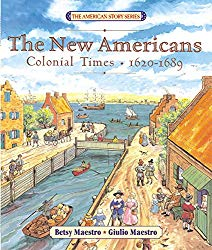 THE AMERICAN STORY SERIES
The New Americans
Colonial Times • 1620-1689
Betsy Maestro • Giulio Maestro